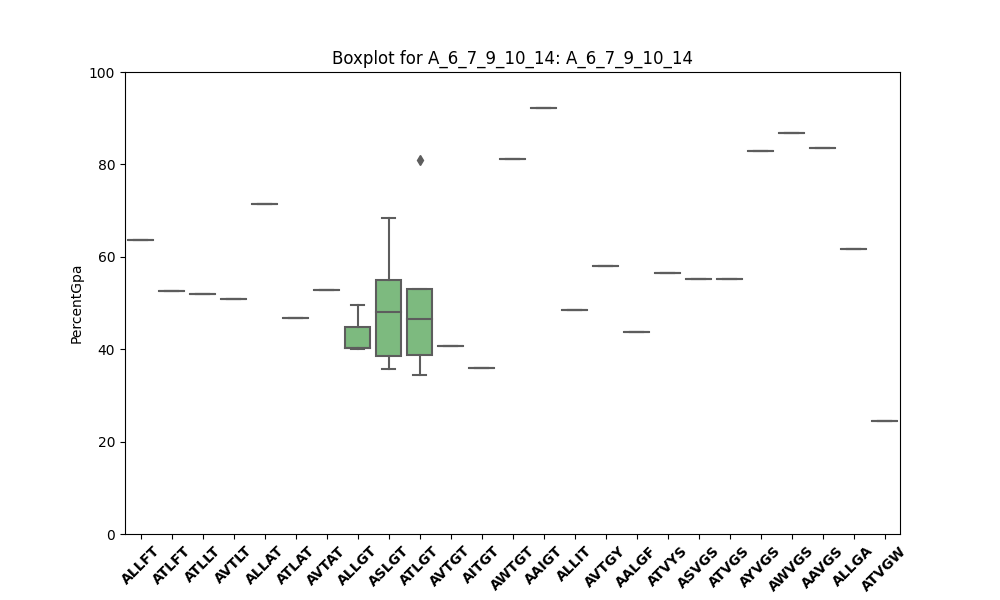 Boxplot for A_6_7_9_10_14: A_6_7_9_10_14
PercentGpa
100
80
60
40
20
0
ALLFT
ATLFT
ATLLT
AVTLT
ALLAT
ATLAT
AVTAT
ALLGT
ASLGT
ATLGT
AVTGT
AITGT
AWTGT
AAIGT
ALLIT
AVTGY
AALGF
ATVYS
ASVGS
ATVGS
AYVGS
AWVGS
AAVGS
ALLGA
ATVGW